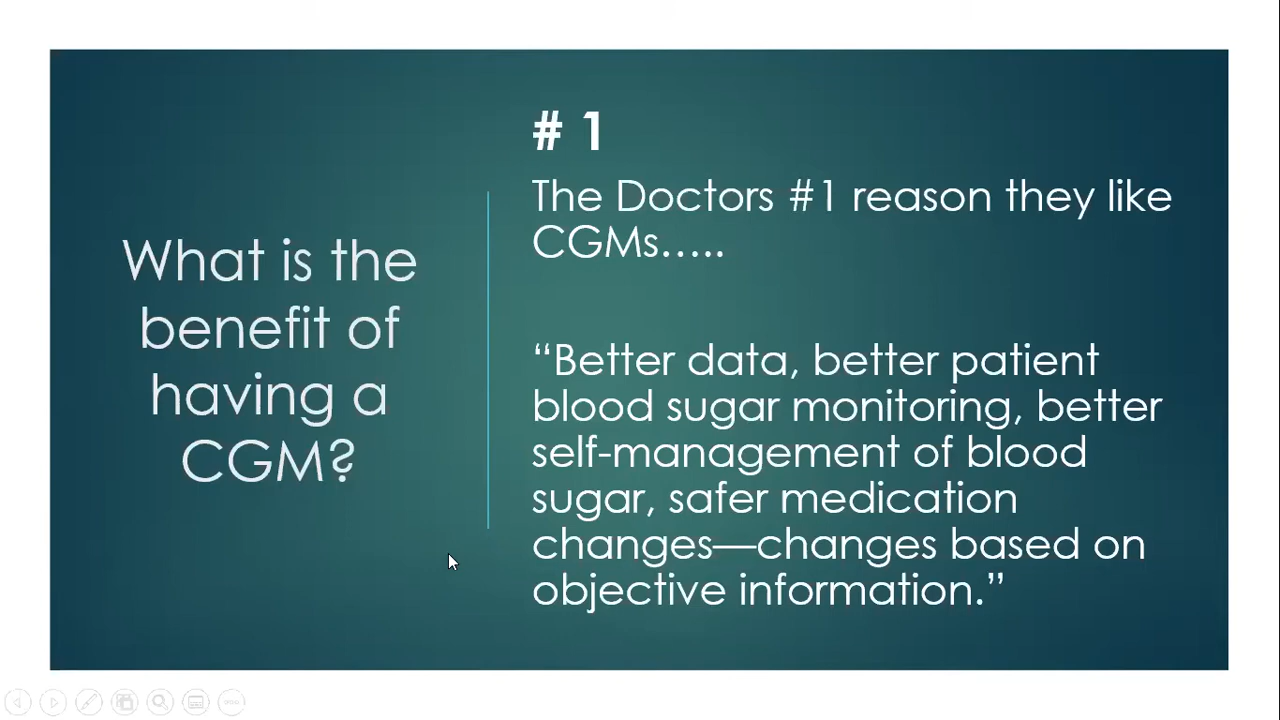 What is the
benefit of
having a
CGM?
# 1
The Doctors #1 reason they like
CGMs…..
“Better data, better patient
blood sugar monitoring, better
self-management of blood
sugar, safer medication
changes—changes based on
objective information.”